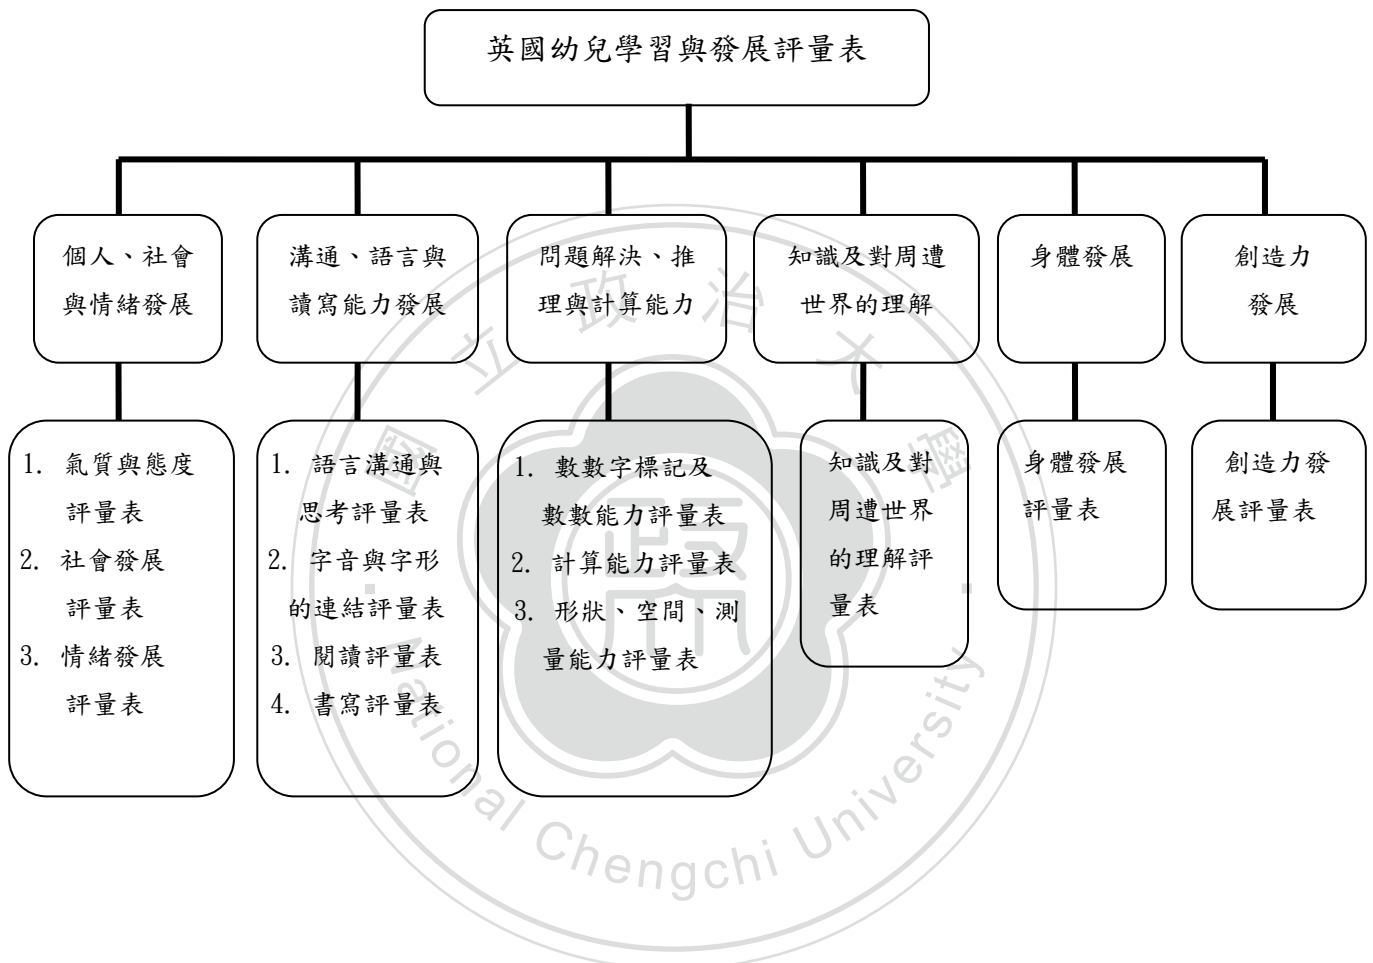 英國幼兒學習與發展評量表
個人、社會
與情緒發展
溝通、語言與
讀寫能力發展
問題解決、推
理與計算能力
知識及對周遭
世界的理解
身體發展
創造力
發展
1. 氣質與態度
評量表
2. 社會發展
評量表
3. 情緒發展
評量表
1. 語言溝通與
思考評量表
2. 字音與字形
的連結評量表
3. 閱讀評量表
4. 書寫評量表
1. 數數字標記及
數數能力評量表
2. 計算能力評量表
3. 形狀、空間、測
量能力評量表
知識及對
周遭世界
的理解評
量表
身體發展
評量表
創造力發
展評量表
國立政治大學
National Chengchi University